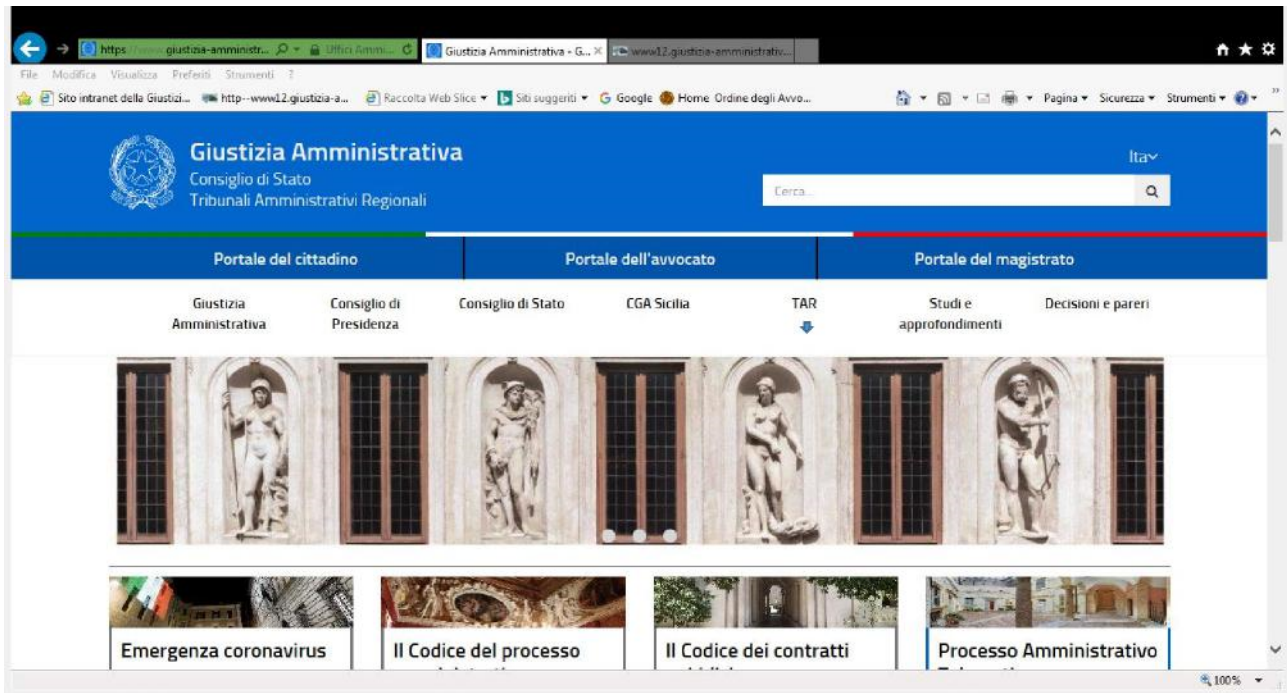 https://www.giustizia-amministr... Uffici Ammi... Giustizia Amministrativa - G... www12.giustizia-amministrativ...
File Modifica Visualizza Preferiti Strumenti ?
Sito intranet della Giustizi... http--www12.giustizia-a... Raccolta Web Slice Siti suggeriti Google Home Ordine degli Avvo... Pagina Sicurezza Strumenti
Giustizia Amministrativa
Consiglio di Stato
Tribunali Amministrativi Regionali
Ita
Cerca...
Portale del cittadino Portale dell'avvocato Portale del magistrato
Giustizia Amministrativa
Consiglio di Presidenza
Consiglio di Stato
CGA Sicilia
TAR
Studi e approfondimenti
Decisioni e pareri
Emergenza coronavirus
Il Codice del processo
Il Codice dei contratti
Processo Amministrativo
100%